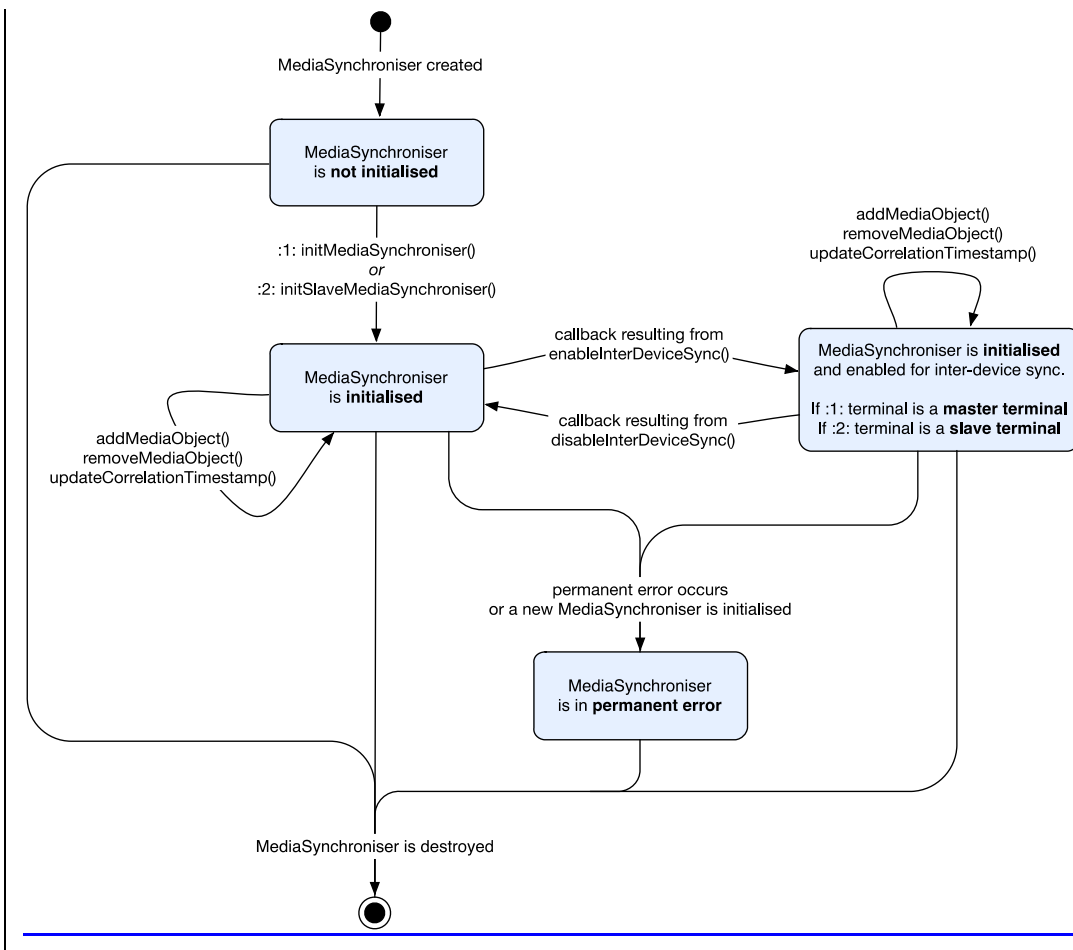 MediaSynchroniser created
MediaSynchroniser
is not initialised
:1: initMediaSynchroniser()
or
:2: initSlaveMediaSynchroniser()
addMediaObject()
removeMediaObject()
updateCorrelationTimestamp()
callback resulting from
enableInterDeviceSync()
MediaSynchroniser
is initialised
MediaSynchroniser is initialised
and enabled for inter-device sync.
If :1: terminal is a master terminal
If :2: terminal is a slave terminal
callback resulting from
disableInterDeviceSync()
addMediaObject()
removeMediaObject()
updateCorrelationTimestamp()
permanent error occurs
or a new MediaSynchroniser is initialised
MediaSynchroniser
is in permanent error
MediaSynchroniser is destroyed